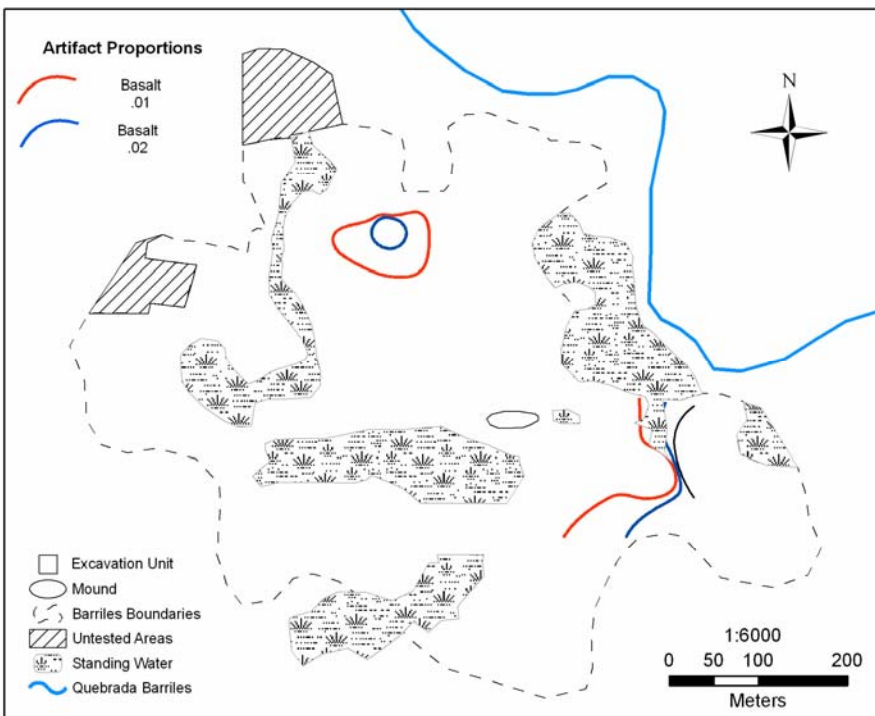 Artifact Proportions
Basalt
.01
Basalt
.02
N
Excavation Unit
Mound
Barriles Boundaries
Untested Areas
Standing Water
Quebrada Barriles
1:6000
0 50 100 200
Meters